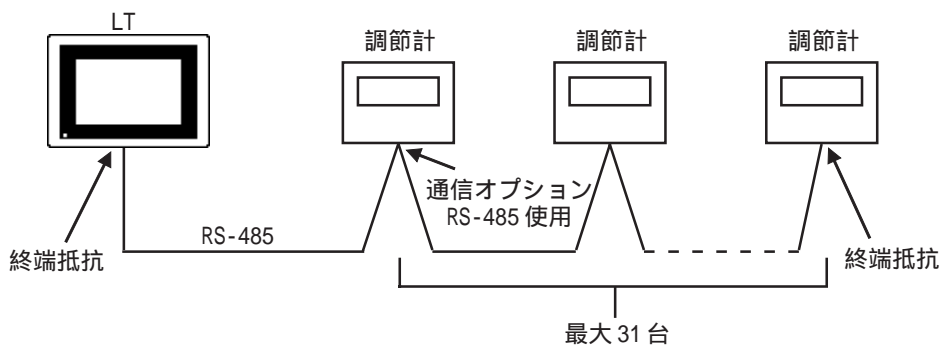 LT
調節計
調節計
調節計
通信オプション
RS-485 使用
RS-485
終端抵抗
終端抵抗
最大 31 台